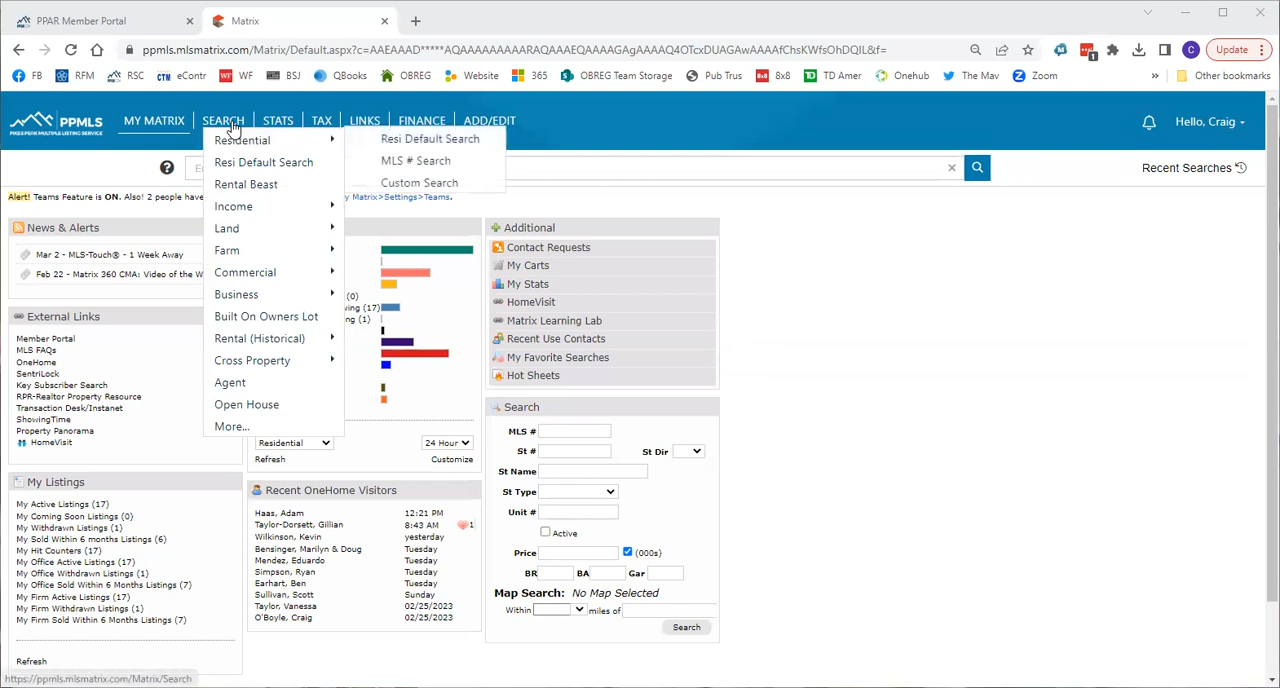 PPAR Member Portal
Matrix
ppmls.mlsmatrix.com/Matrix/Default.aspx?c=AAEAAAD*****AQAAAAAAAAARAQAAAEQAAAAGAgAAAAQ4OTcxDUAGAwAAAAfChsKWfsOhDQIL&f=
C
Update
FB
RFM
RSC
eContr
WF
BSJ
QBooks
OBREG
Website
365
OBREG Team Storage
Pub Trus
8x8
TD Amer
Onehub
The Mav
Zoom
»
Other bookmarks
PPMLS
PIKES PEAK MULTIPLE LISTING SERVICE
MY MATRIX
SEARCH
STATS
TAX
LINKS
FINANCE
ADD/EDIT
Hello, Craig
Recent Searches
Alert! Teams Feature is ON. Also! 2 people have
y Matrix>Settings>Teams.
Residential
Resi Default Search
Rental Beast
Income
Land
Farm
Commercial
Business
Built On Owners Lot
Rental (Historical)
Cross Property
Agent
Open House
More...
Resi Default Search
MLS # Search
Custom Search
News & Alerts
Mar 2 - MLS-Touch® - 1 Week Away
Feb 22 - Matrix 360 CMA: Video of the W
External Links
Member Portal
MLS FAQs
OneHome
SentriLock
Key Subscriber Search
RPR-Realtor Property Resource
Transaction Desk/Instanet
ShowingTime
Property Panorama
HomeVisit
My Listings
My Active Listings (17)
My Coming Soon Listings (0)
My Withdrawn Listings (1)
My Sold Within 6 months Listings (6)
My Hit Counters (17)
My Office Active Listings (17)
My Office Withdrawn Listings (1)
My Office Sold Within 6 Months Listings (7)
My Firm Active Listings (17)
My Firm Withdrawn Listings (1)
My Firm Sold Within 6 Months Listings (7)
Refresh
(0)
wing (17)
ng (1)
Residential
24 Hour
Refresh
Customize
Recent OneHome Visitors
Haas, Adam 12:21 PM
Taylor-Dorsett, Gillian 8:43 AM 1
Wilkinson, Kevin yesterday
Bensinger, Marilyn & Doug Tuesday
Mendez, Eduardo Tuesday
Simpson, Ryan Tuesday
Earhart, Ben Tuesday
Sullivan, Scott Sunday
Taylor, Vanessa 02/25/2023
O'Boyle, Craig 02/25/2023
Additional
Contact Requests
My Carts
My Stats
HomeVisit
Matrix Learning Lab
Recent Use Contacts
My Favorite Searches
Hot Sheets
Search
MLS #
St #
St Dir
St Name
St Type
Unit #
Active
Price
(000s)
BR
BA
Gar
Map Search: No Map Selected
Within
miles of
Search
https://ppmls.mlsmatrix.com/Matrix/Search